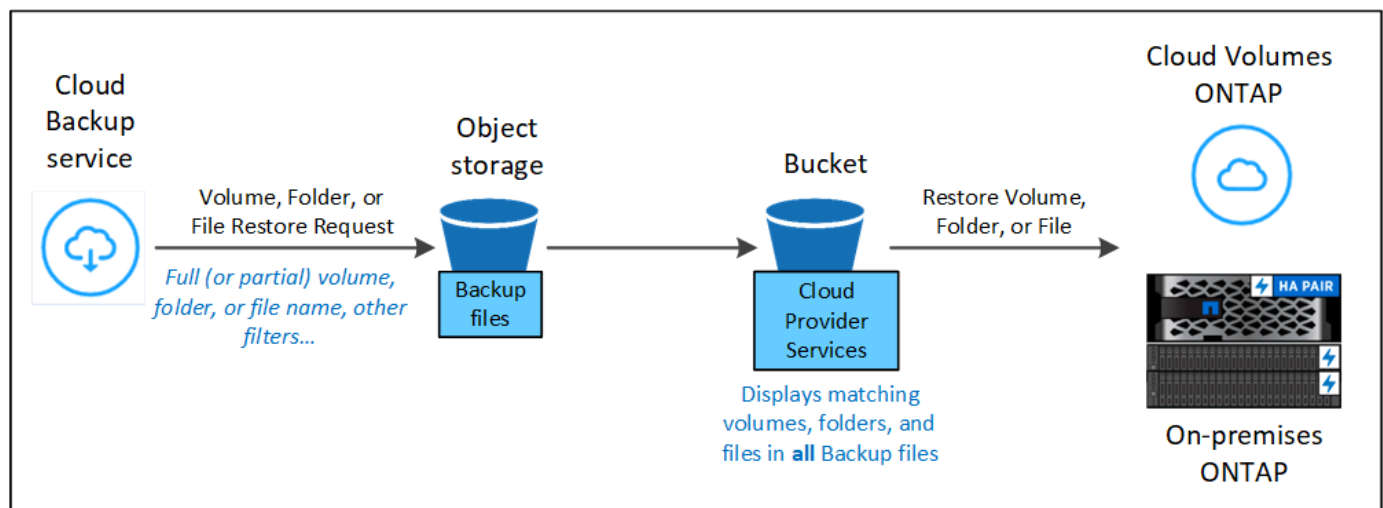 Cloud
Backup
service
Volume, Folder, or
File Restore Request
Full (or partial) volume,
folder, or file name, other
filters...
Object
storage
Backup
files
Bucket
Cloud
Provider
Services
Displays matching
volumes, folders, and
files in all Backup files
Restore Volume,
Folder, or File
Cloud Volumes
ONTAP
HA PAIR
On-premises
ONTAP